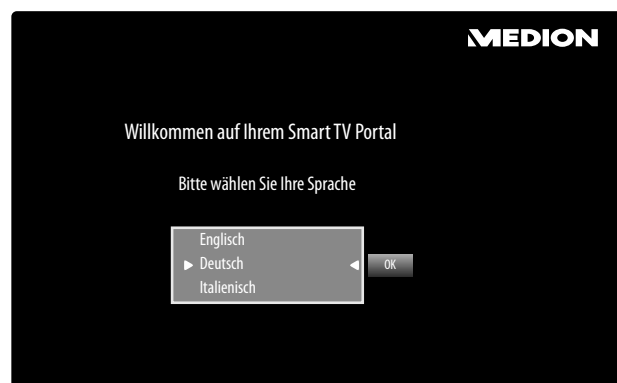 MEDION
Willkommen auf Ihrem Smart TV Portal
Bitte wählen Sie Ihre Sprache
Englisch
Deutsch OK
Italienisch